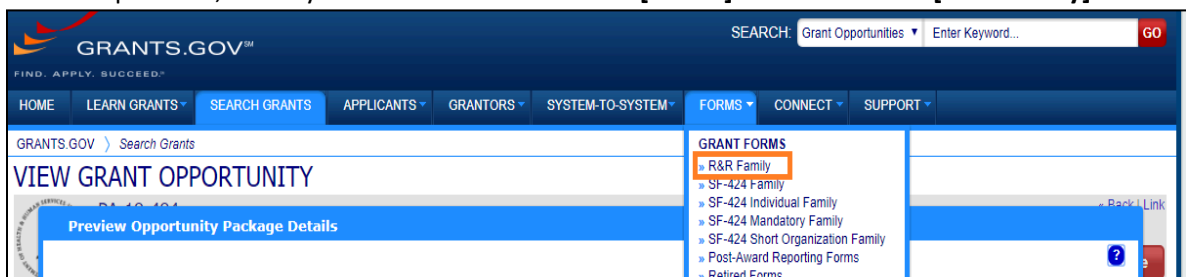 [
]
[
y]
SEARCH: Grant Opportunities ▼ Enter Keyword... GO
GRANTS.GOV℠
FIND. APPLY. SUCCEED.℠
HOME LEARN GRANTS▼ SEARCH GRANTS APPLICANTS▼ GRANTORS▼ SYSTEM-TO-SYSTEM▼ FORMS▼ CONNECT▼ SUPPORT▼
GRANTS.GOV 〉 Search Grants
VIEW GRANT OPPORTUNITY
« Back | Link
Preview Opportunity Package Details
?
GRANT FORMS
» R&R Family
» SF-424 Family
» SF-424 Individual Family
» SF-424 Mandatory Family
» SF-424 Short Organization Family
» Post-Award Reporting Forms
» Retired Forms